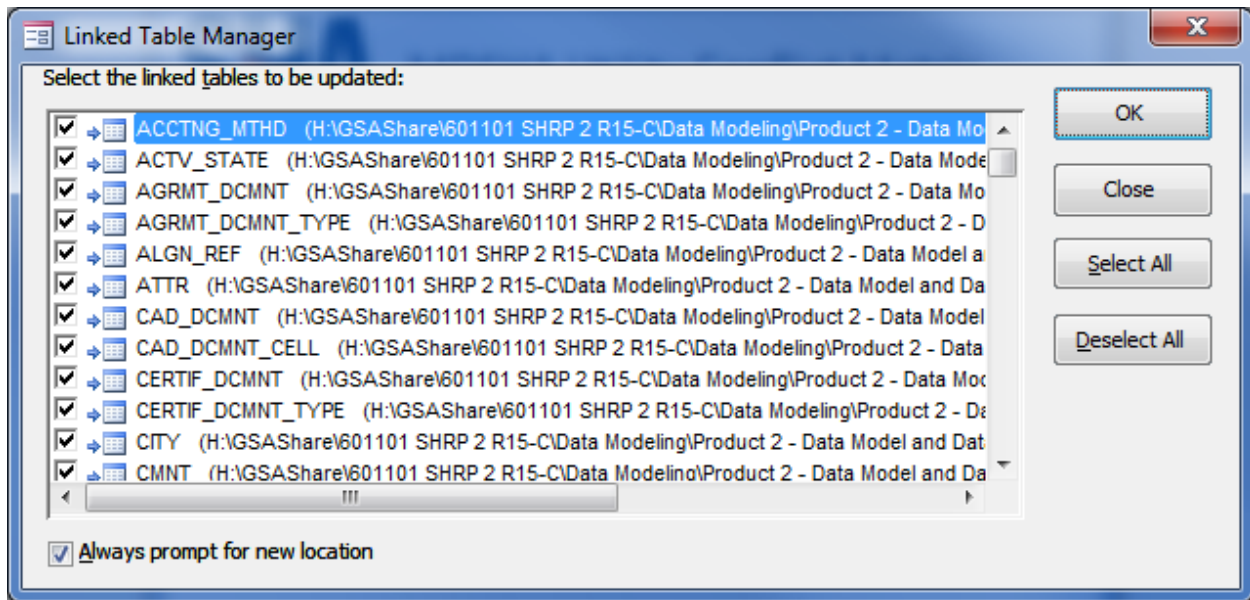 Linked Table Manager
Select the linked tables to be updated:
ACCTNG_MTHD (H:\GSAShare\601101 SHRP 2 R15-C\Data Modeling\Product 2 - Data Mo
ACTV_STATE (H:\GSAShare\601101 SHRP 2 R15-C\Data Modeling\Product 2 - Data Mode
AGRMT_DCMNT (H:\GSAShare\601101 SHRP 2 R15-C\Data Modeling\Product 2 - Data Mo
AGRMT_DCMNT_TYPE (H:\GSAShare\601101 SHRP 2 R15-C\Data Modeling\Product 2 - D
ALGN_REF (H:\GSAShare\601101 SHRP 2 R15-C\Data Modeling\Product 2 - Data Model a
ATTR (H:\GSAShare\601101 SHRP 2 R15-C\Data Modeling\Product 2 - Data Model and Da
CAD_DCMNT (H:\GSAShare\601101 SHRP 2 R15-C\Data Modeling\Product 2 - Data Model
CAD_DCMNT_CELL (H:\GSAShare\601101 SHRP 2 R15-C\Data Modeling\Product 2 - Data
CERTIF_DCMNT (H:\GSAShare\601101 SHRP 2 R15-C\Data Modeling\Product 2 - Data Moc
CERTIF_DCMNT_TYPE (H:\GSAShare\601101 SHRP 2 R15-C\Data Modeling\Product 2 - Da
CITY (H:\GSAShare\601101 SHRP 2 R15-C\Data Modeling\Product 2 - Data Model and Dat
CMNT (H:\GSAShare\601101 SHRP 2 R15-C\Data Modeling\Product 2 - Data Model and Da
Always prompt for new location
OK
Close
Select All
Deselect All